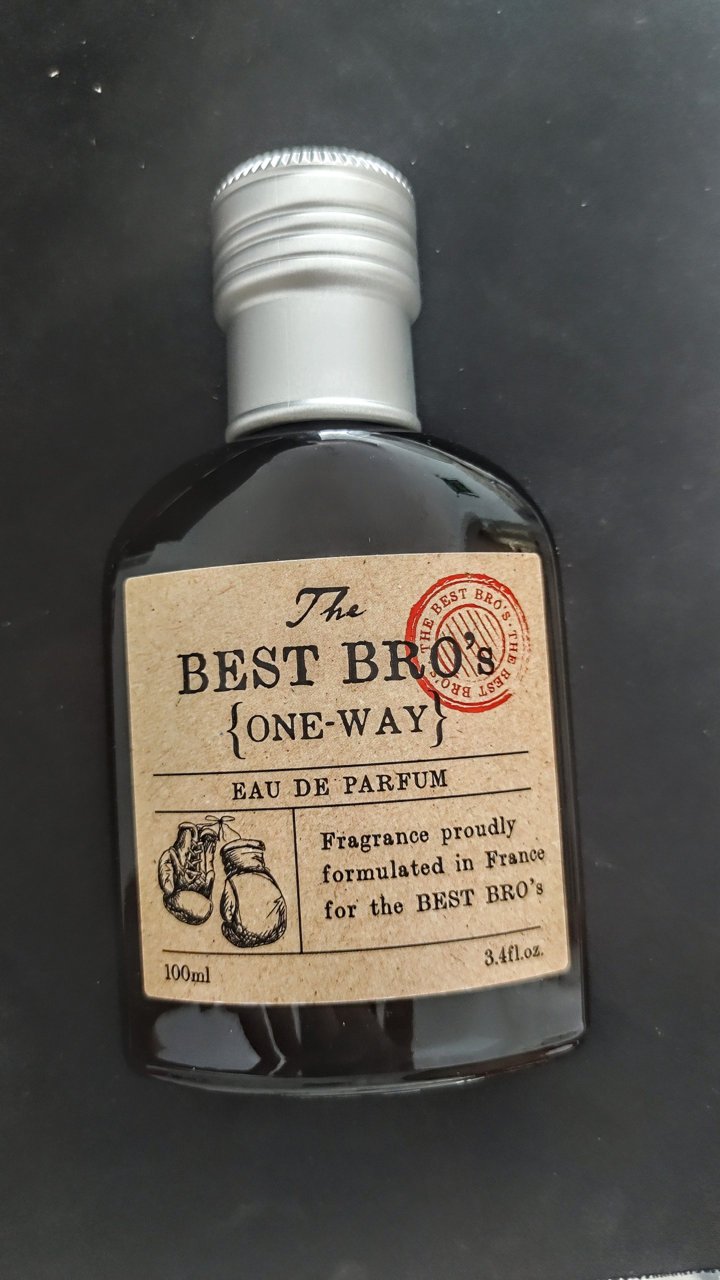 The
BEST BRO's
{ONE-WAY}
THE BEST BRO'S · THE BEST BRO'S
EAU DE PARFUM
Fragrance proudly
formulated in France
for the BEST BRO's
100ml
3.4fl.oz.